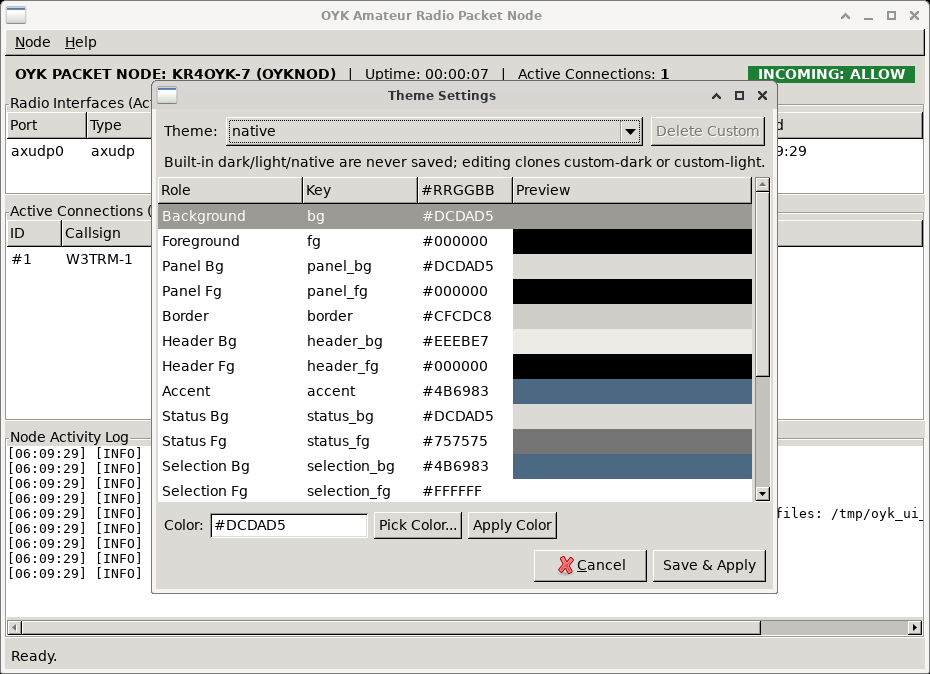 OYK Amateur Radio Packet Node
Node Help
OYK PACKET NODE: KR4OYK-7 (OYKNOD) | Uptime: 00:00:07 | Active Connections: 1 INCOMING: ALLOW
Radio Interfaces (Ac
Port Type d
axudp0 axudp 9:29
Active Connections (
ID Callsign
#1 W3TRM-1
Node Activity Log
[06:09:29] [INFO]
[06:09:29] [INFO]
[06:09:29] [INFO]
[06:09:29] [INFO]
[06:09:29] [INFO] files: /tmp/oyk_ui_
[06:09:29] [INFO]
[06:09:29] [INFO]
[06:09:29] [INFO]
[06:09:29] [INFO]
Ready.
Theme Settings
Theme: native Delete Custom
Built-in dark/light/native are never saved; editing clones custom-dark or custom-light.
Role Key #RRGGBB Preview
Background bg #DCDAD5
Foreground fg #000000
Panel Bg panel_bg #DCDAD5
Panel Fg panel_fg #000000
Border border #CFCDC8
Header Bg header_bg #EEEBE7
Header Fg header_fg #000000
Accent accent #4B6983
Status Bg status_bg #DCDAD5
Status Fg status_fg #757575
Selection Bg selection_bg #4B6983
Selection Fg selection_fg #FFFFFF
Color: #DCDAD5 Pick Color... Apply Color
Cancel Save & Apply